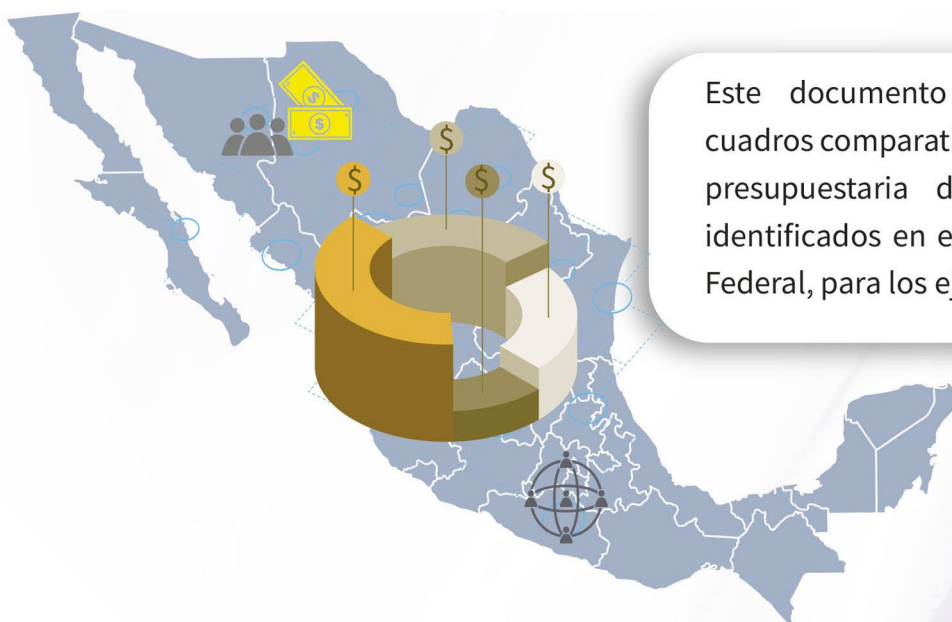 Este documento
cuadros comparat
presupuestaria d
identificados en e
Federal, para los ej
$
$
$
$
$
$